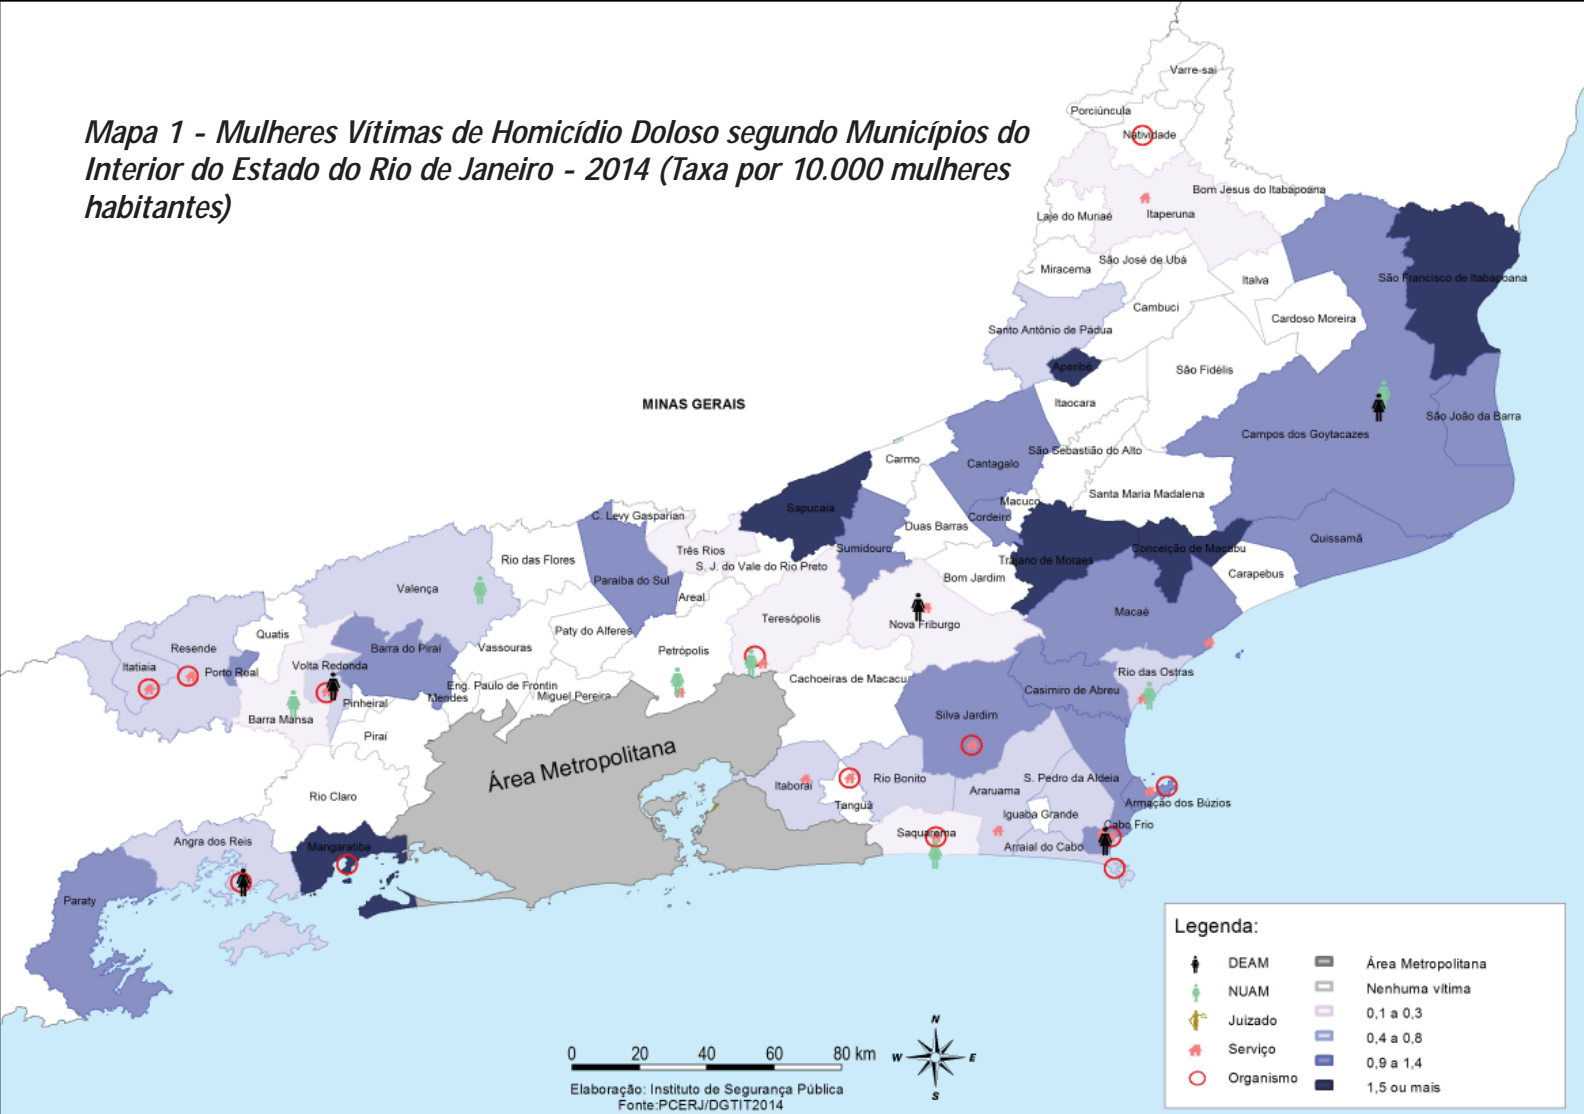 Mapa 1 - Mulheres Vítimas de Homicídio Doloso segundo Municípios do
Interior do Estado do Rio de Janeiro - 2014 (Taxa por 10.000 mulheres
habitantes)
Varre-sai
Porciúncula
Natividade
Bom Jesus do Itabapoana
Laje do Muriaé
Itaperuna
São José de Ubá
Miracema
Italva
São Francisco de Itabapoana
Cambuci
Cardoso Moreira
Santo Antônio de Pádua
Aperibé
São Fidélis
MINAS GERAIS
Itaocara
São João da Barra
Campos dos Goytacazes
São Sebastião do Alto
Carmo
Cantagalo
Santa Maria Madalena
Macuco
Sapucaia
C. Levy Gasparian
Cordeiro
Duas Barras
Quissamã
Três Rios
Sumidouro
Conceição de Macabu
Rio das Flores
Trajano de Moraes
S. J. do Vale do Rio Preto
Carapebus
Paraíba do Sul
Bom Jardim
Valença
Areal
Macaé
Teresópolis
Nova Friburgo
Quatis
Paty do Alferes
Resende
Barra do Piraí
Vassouras
Petrópolis
Itatiaia
Porto Real
Volta Redonda
Rio das Ostras
Cachoeiras de Macacu
Eng. Paulo de Frontin
Casimiro de Abreu
Mendes
Miguel Pereira
Pinheiral
Barra Mansa
Silva Jardim
Piraí
Área Metropolitana
Rio Bonito
S. Pedro da Aldeia
Itaboraí
Araruama
Rio Claro
Tanguá
Armação dos Búzios
Iguaba Grande
Cabo Frio
Saquarema
Angra dos Reis
Mangaratiba
Arraial do Cabo
Paraty
Legenda:
DEAM
NUAM
Juizado
Serviço
Organismo
Área Metropolitana
Nenhuma vítima
0,1 a 0,3
0,4 a 0,8
0,9 a 1,4
1,5 ou mais
N
W
E
S
0 20 40 60 80 km
Elaboração: Instituto de Segurança Pública
Fonte:PCERJ/DGTIT2014